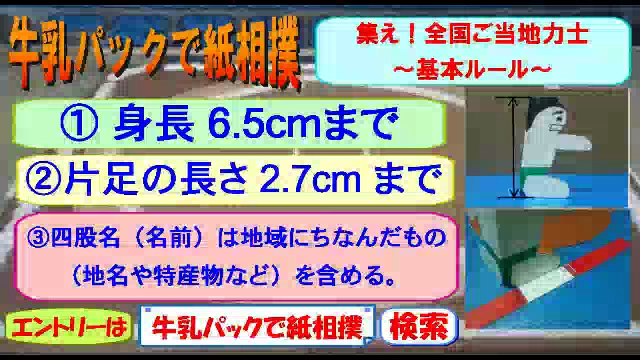 牛乳パックで紙相撲
集え！全国ご当地力士
～基本ルール～
① 身長 6.5cmまで
②片足の長さ 2.7cm まで
③四股名（名前）は地域にちなんだもの
（地名や特産物など）を含める。
エントリーは 牛乳パックで紙相撲 検索